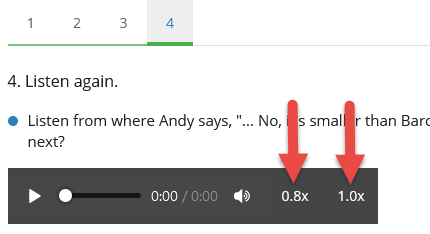 1 2 3 4
4. Listen again.
Listen from where Andy says, "... No, it's smaller than Barc
next?
0:00 / 0:00 0.8x 1.0x